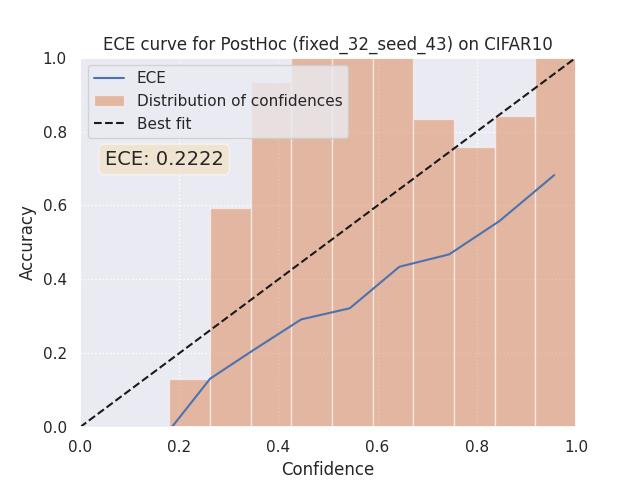 ECE curve for PostHoc (fixed_32_seed_43) on CIFAR10
1.0
0.8
0.6
0.4
0.2
0.0
Accuracy
ECE
Distribution of confidences
Best fit
ECE: 0.2222
0.0 0.2 0.4 0.6 0.8 1.0
Confidence